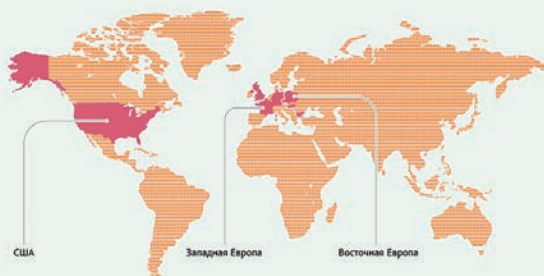 США
Западная Европа
Восточная Европа